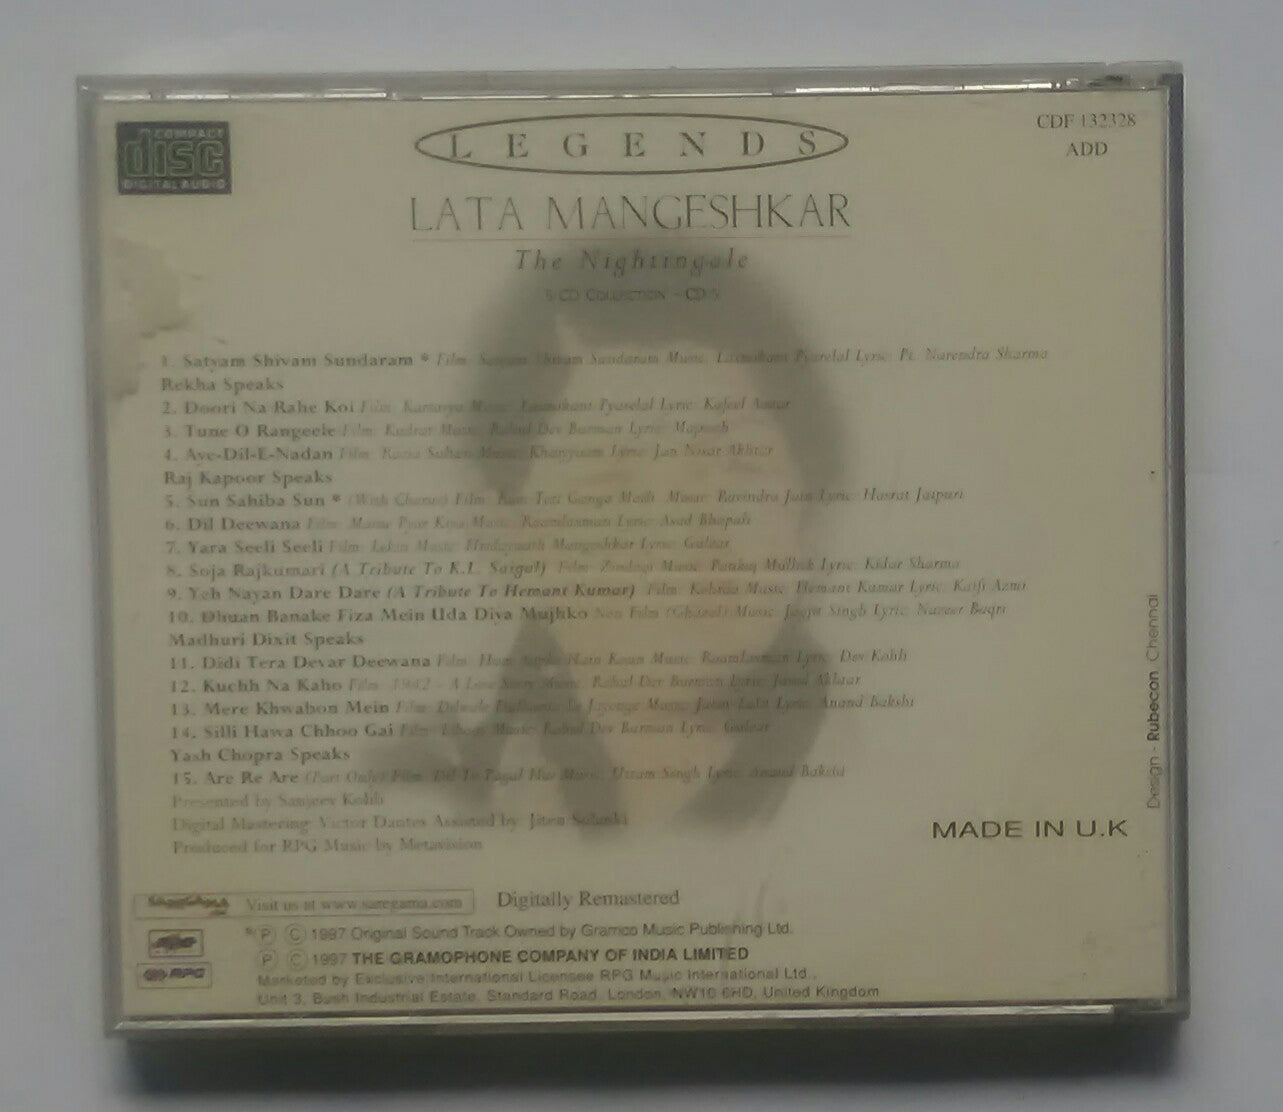 COMPACT
disc
DIGITAL AUDIO
LEGENDS
CDF 132328
ADD
LATA MANGESHKAR
The Nightingale
5 CD COLLECTION - CD 5
1. Satyam Shivam Sundaram * Film: Satyam Shivam Sundaram Music: Laxmikant Pyarelal Lyric: Pt. Narendra Sharma
Rekha Speaks
2. Doori Na Rahe Koi Film: Music: Laxmikant Pyarelal Lyric: Kafeel Aazar
3. Tune O Rangeele Film: Kudrat Music: Rahul Dev Burman Lyric: Majrooh
4. Aye-Dil-E-Nadan Film: Razia Sultan Music: Khaiyyaam Lyric: Jan Nisar Akhtar
Raj Kapoor Speaks
5. Sun Sahiba Sun * (With Chorus) Film: Ram Teri Ganga Maili Music: Ravindra Jain Lyric: Hasrat Jaipuri
6. Dil Deewana Film: Maine Pyar Kiya Music: Raamlaxman Lyric: Asad Bhopali
7. Yara Seeli Seeli Film: Lekin Music: Hridaynath Mangeshkar Lyric: Gulzar
8. Soja Rajkumari (A Tribute To K.L. Saigal) Film: Zindagi Music: Pankaj Mullick Lyric: Kidar Sharma
9. Yeh Nayan Dare Dare (A Tribute To Hemant Kumar) Film: Kohraa Music: Hemant Kumar Lyric: Kaifi Azmi
10. Dhuan Banake Fiza Mein Uda Diya Mujhko Non Film (Ghazal) Music: Jagjit Singh Lyric: Nazeer Baqri
Madhuri Dixit Speaks
11. Didi Tera Devar Deewana Film: Hum Aapke Hain Koun Music: Raamlaxman Lyric: Dev Kohli
12. Kuchh Na Kaho Film: 1942 - A Love Story Music: Rahul Dev Burman Lyric: Javed Akhtar
13. Mere Khwabon Mein Film: Dilwale Dulhania Le Jayenge Music: Jatin Lalit Lyric: Anand Bakshi
14. Silli Hawa Chhoo Gai Film: Libaas Music: Rahul Dev Burman Lyric: Gulzar
Yash Chopra Speaks
15. Are Re Are (Part Only) Film: Dil To Pagal Hai Music: Uttam Singh Lyric: Anand Bakshi
Presented by Sanjeev Kohli
Digital Mastering: Victor Dantes Assisted by: Jiten Solanki
Produced for RPG Music by Metavision
Design - Rubecon Chennai
MADE IN U.K
SAREGAMA Visit us at www.saregama.com Digitally Remastered
* P C 1997 Original Sound Track Owned by Gramco Music Publishing Ltd.
P C 1997 THE GRAMOPHONE COMPANY OF INDIA LIMITED
RPG
Marketed by Exclusive International Licensee RPG Music International Ltd.,
Unit 3, Bush Industrial Estate, Standard Road, London, NW10 6HD, United Kingdom